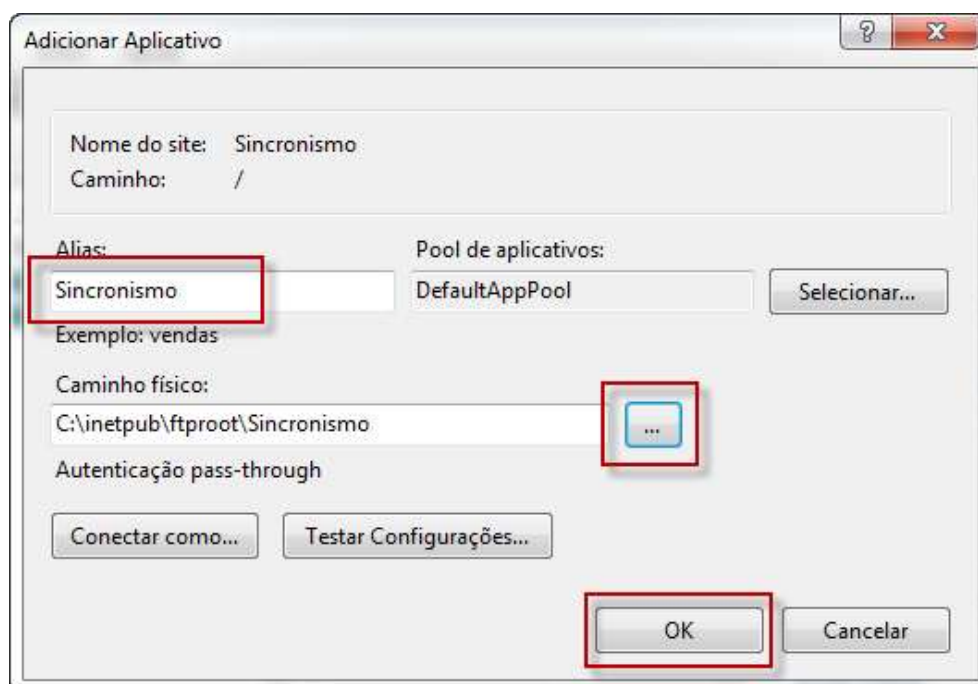 Adicionar Aplicativo
Nome do site: Sincronismo
Caminho: /
Alias: Pool de aplicativos:
Sincronismo DefaultAppPool Selecionar...
Exemplo: vendas
Caminho físico:
C:\inetpub\ftproot\Sincronismo ...
Autenticação pass-through
Conectar como... Testar Configurações...
OK Cancelar